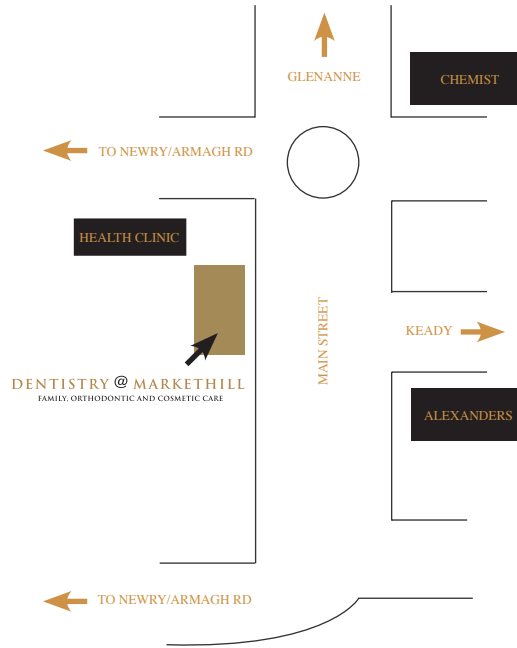 GLENANNE
CHEMIST
TO NEWRY/ARMAGH RD
HEALTH CLINIC
MAIN STREET
KEADY
DENTISTRY @ MARKETHILL
FAMILY, ORTHODONTIC AND COSMETIC CARE
ALEXANDERS
TO NEWRY/ARMAGH RD